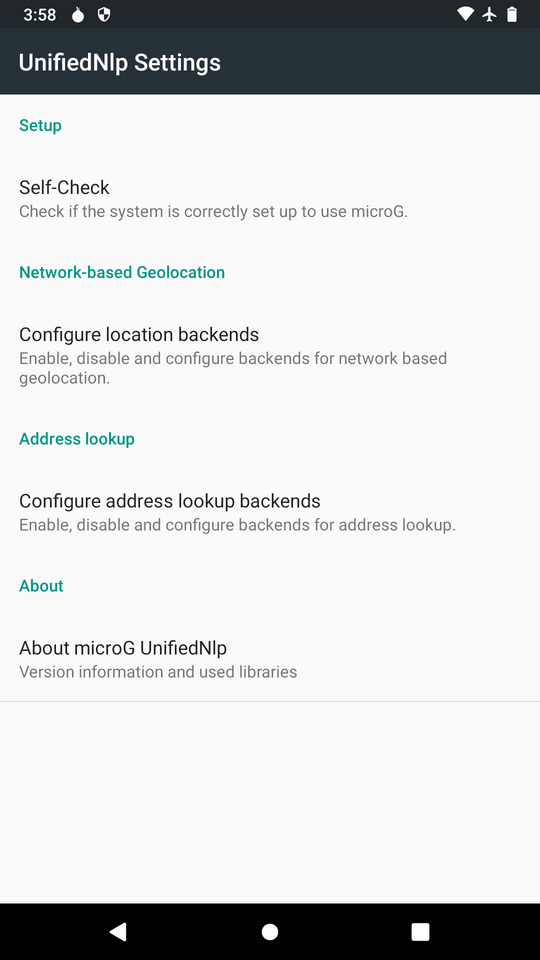 3:58
UnifiedNlp Settings
Setup
Self-Check
Check if the system is correctly set up to use microG.
Network-based Geolocation
Configure location backends
Enable, disable and configure backends for network based
geolocation.
Address lookup
Configure address lookup backends
Enable, disable and configure backends for address lookup.
About
About microG UnifiedNlp
Version information and used libraries